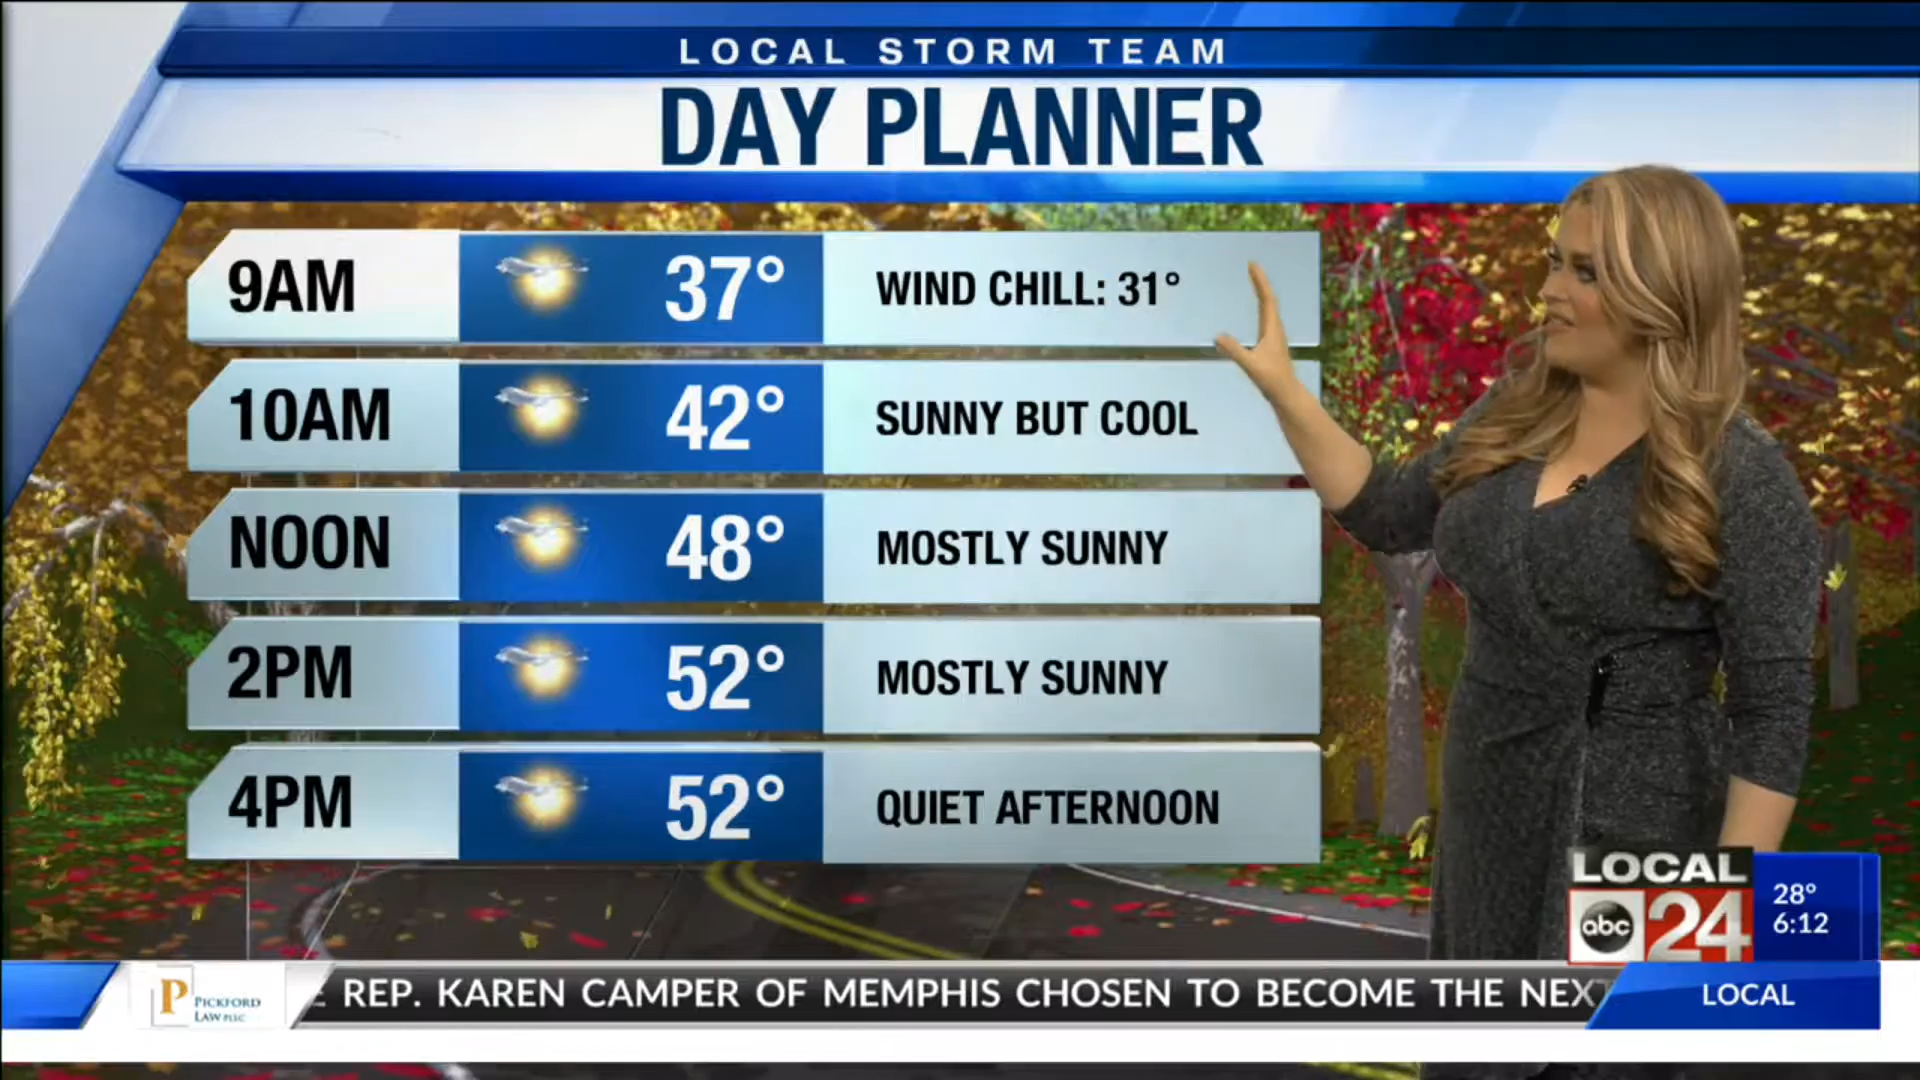 LOCAL STORM TEAM
DAY PLANNER
9AM 37° WIND CHILL: 31°
10AM 42° SUNNY BUT COOL
NOON 48° MOSTLY SUNNY
2PM 52° MOSTLY SUNNY
4PM 52° QUIET AFTERNOON
LOCAL
abc 24
28°
6:12
P PICKFORD
LAW PLLC
REP. KAREN CAMPER OF MEMPHIS CHOSEN TO BECOME THE NEX
LOCAL